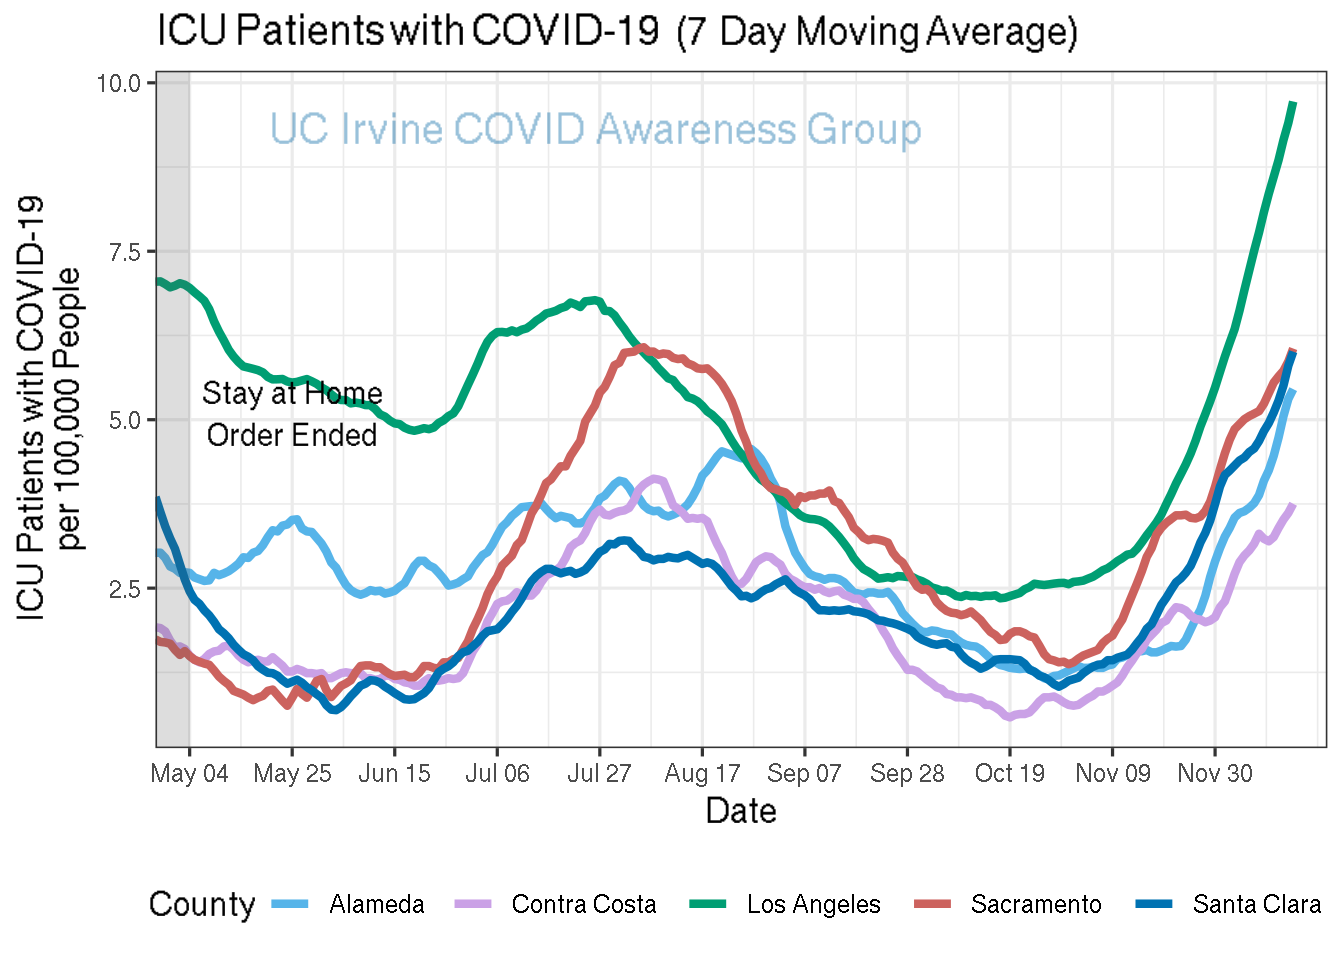 ICU Patients with COVID-19 (7 Day Moving Average)
UC Irvine COVID Awareness Group
ICU Patients with COVID-19
per 100,000 People
10.0
7.5
5.0
2.5
Stay at Home
Order Ended
May 04 May 25 Jun 15 Jul 06 Jul 27 Aug 17 Sep 07 Sep 28 Oct 19 Nov 09 Nov 30
Date
County Alameda Contra Costa Los Angeles Sacramento Santa Clara